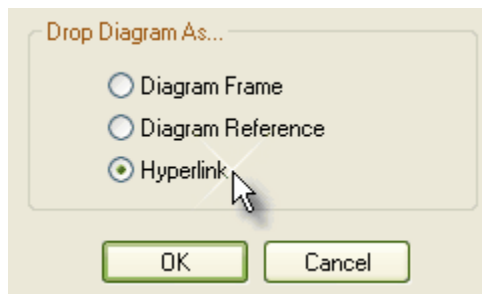 Drop Diagram As...
Diagram Frame
Diagram Reference
Hyperlink
OK Cancel